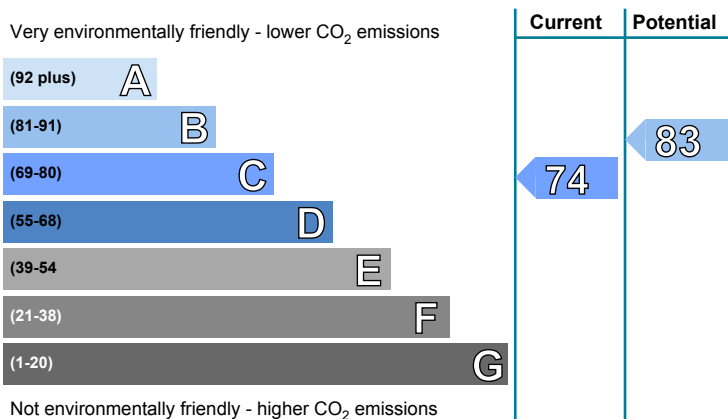 Current Potential
Very environmentally friendly - lower CO2 emissions
(92 plus) A
(81-91) B
83
(69-80) C
74
(55-68) D
(39-54 E
(21-38) F
(1-20) G
Not environmentally friendly - higher CO2 emissions